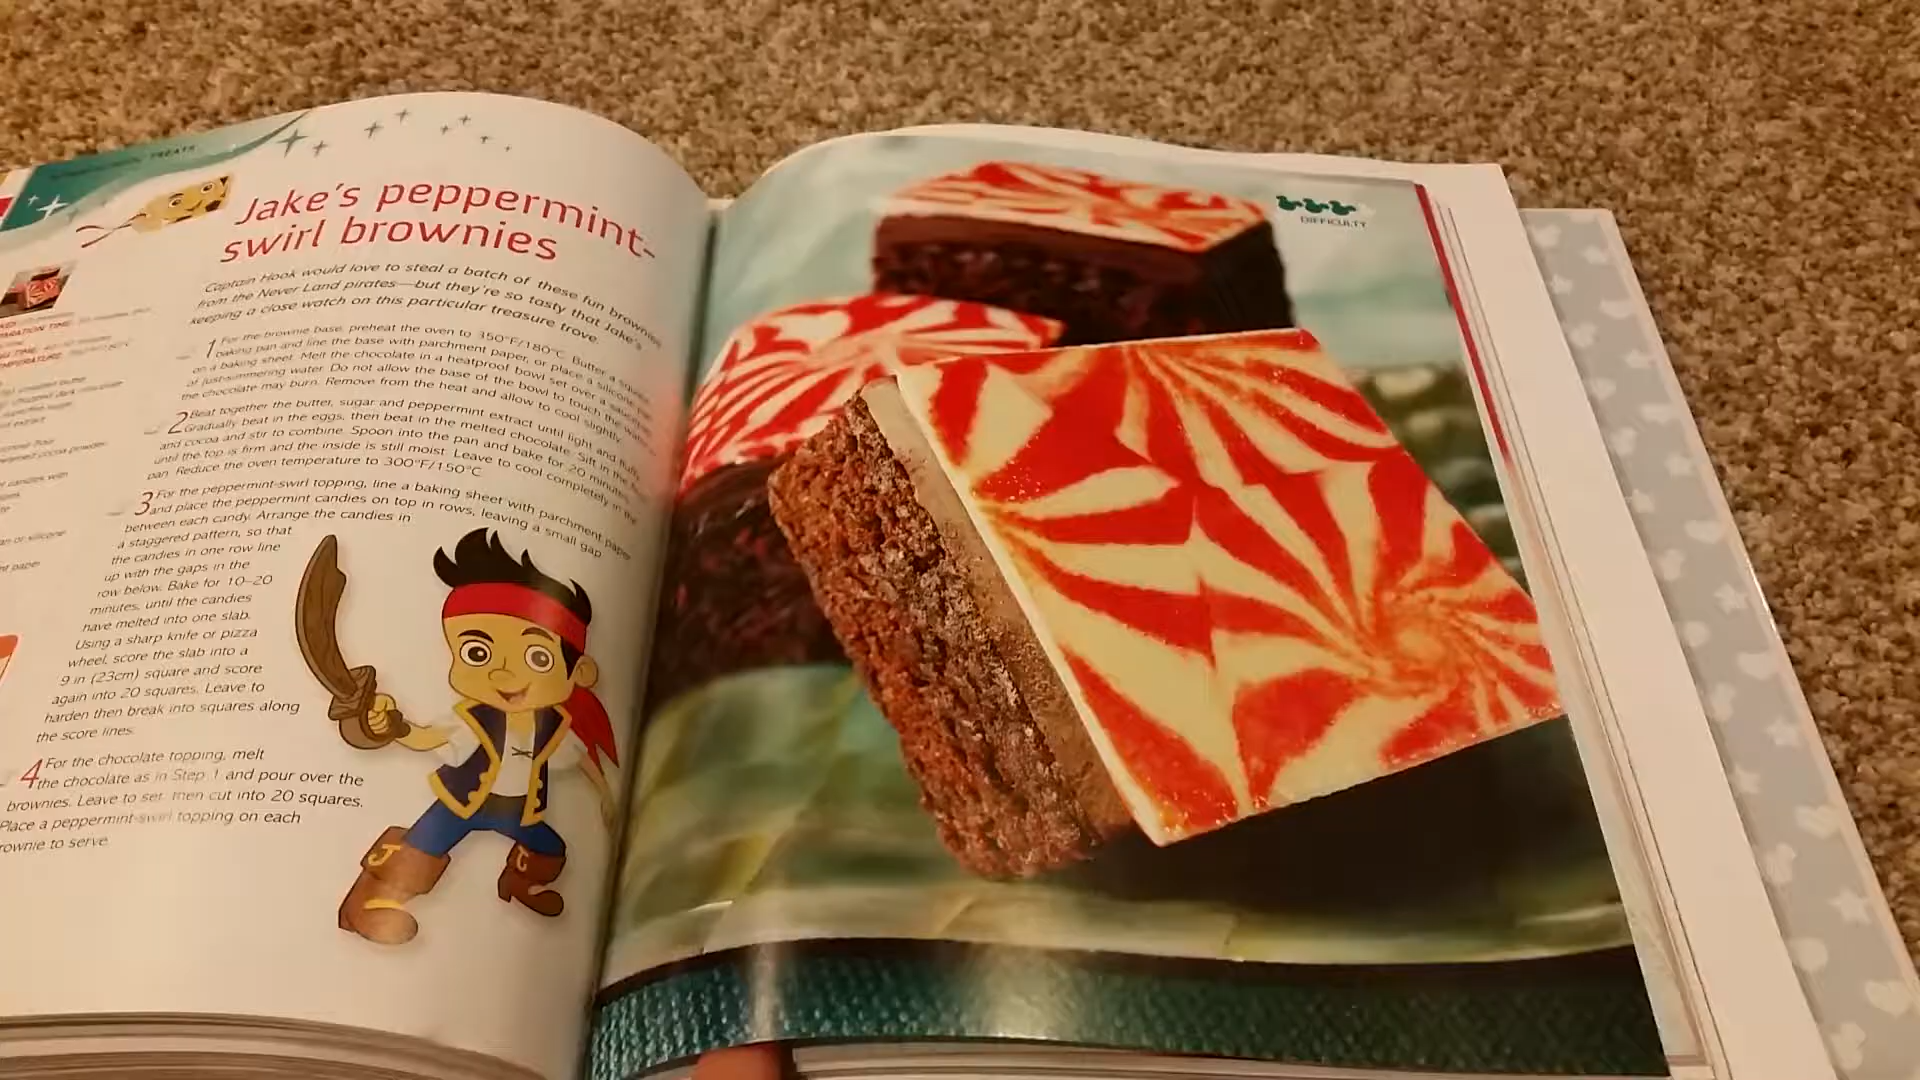 TREATS
Jake's peppermint-
swirl brownies
Captain Hook would love to steal a batch of these fun brownies
from the Never Land pirates—but they're so tasty that Jake's
keeping a close watch on this particular treasure trove.
1 For the brownie base, preheat the oven to 350°F/180°C. Butter a square
baking pan and line the base with parchment paper, or place a silicone
on a baking sheet. Melt the chocolate in a heatproof bowl set over a saucepan
of just-simmering water. Do not allow the base of the bowl to touch the water
the chocolate may burn. Remove from the heat and allow to cool slightly.
2 Beat together the butter, sugar and peppermint extract until light and fluffy.
Gradually beat in the eggs, then beat in the melted chocolate. Sift in the
and cocoa and stir to combine. Spoon into the pan and bake for 20 minutes,
until the top is firm and the inside is still moist. Leave to cool completely in the
pan. Reduce the oven temperature to 300°F/150°C.
3 For the peppermint-swirl topping, line a baking sheet with parchment paper
and place the peppermint candies on top in rows, leaving a small gap
between each candy. Arrange the candies in
a staggered pattern, so that
the candies in one row line
up with the gaps in the
row below. Bake for 10–20
minutes, until the candies
have melted into one slab.
Using a sharp knife or pizza
wheel, score the slab into a
9 in (23cm) square and score
again into 20 squares. Leave to
harden then break into squares along
the score lines.
4 For the chocolate topping, melt
the chocolate as in Step 1 and pour over the
brownies. Leave to set, then cut into 20 squares.
Place a peppermint-swirl topping on each
rownie to serve.
DIFFICULTY